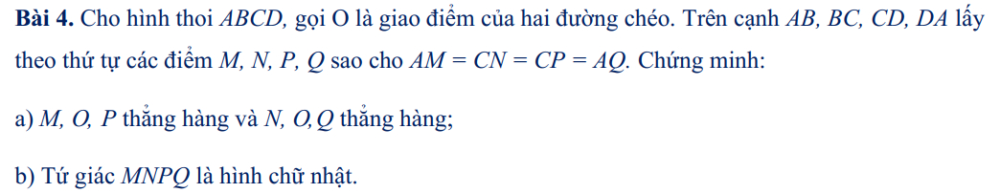 Bài 4. Cho hình thoi ABCD, gọi O là giao điểm của hai đường chéo. Trên cạnh AB, BC, CD, DA lấy
theo thứ tự các điểm M, N, P, Q sao cho AM = CN = CP = AQ. Chứng minh:
a) M, O, P thẳng hàng và N, O, Q thẳng hàng;
b) Tứ giác MNPQ là hình chữ nhật.